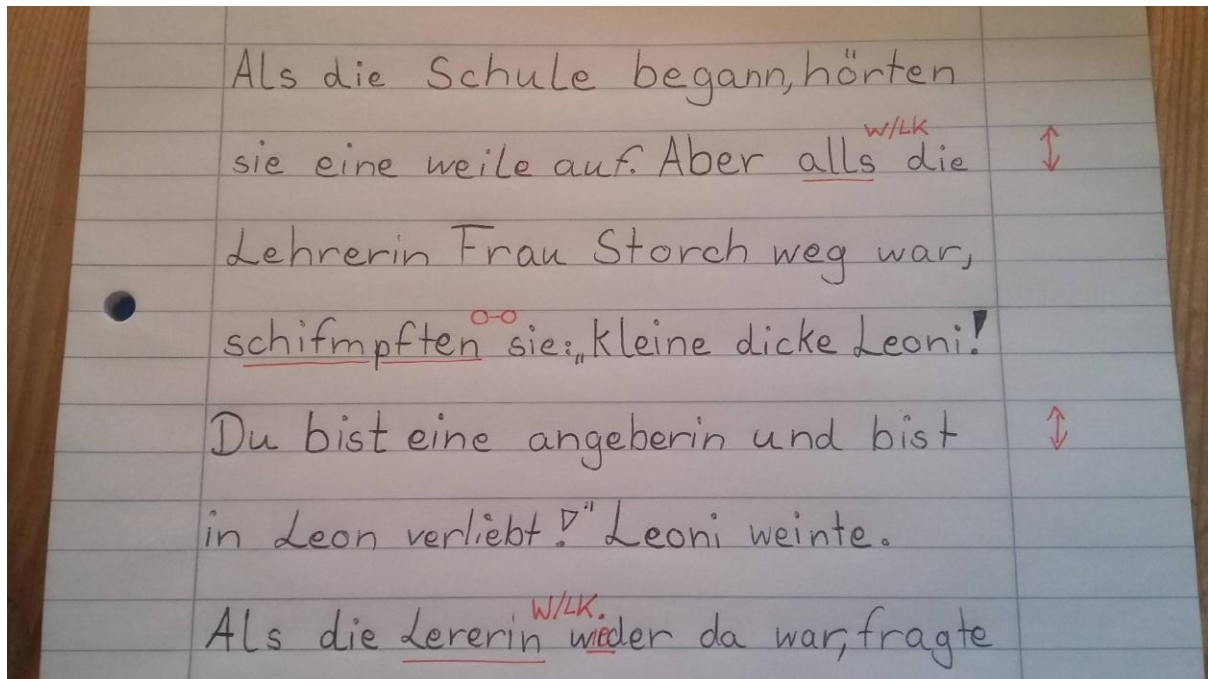 Als die Schule begann, hörten
W/LK
sie eine weile auf. Aber alls die
Lehrerin Frau Storch weg war,
schifmpften sie: „kleine dicke Leoni!
Du bist eine angeberin und bist
in Leon verliebt!" Leoni weinte.
W/LK.
Als die Lererin wieder da war, fragte